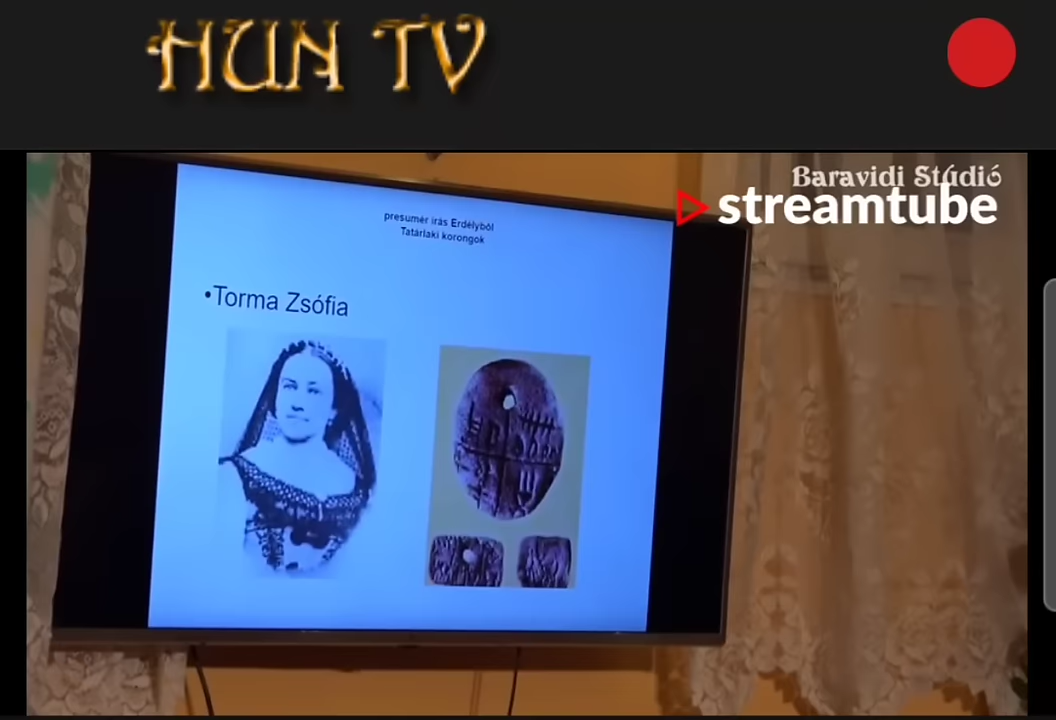 HUN TV
Baravidi Stúdió
streamtube
presumér írás Erdélyből
Tatárlaki korongok
•Torma Zsófia